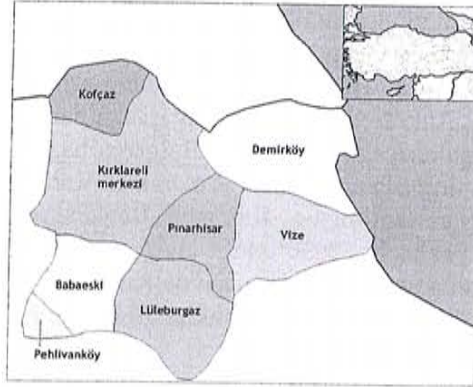 Kofçaz
Demirköy
Kırklareli
merkezi
Pınarhisar
Vize
Babaeski
Lüleburgaz
Pehlivanköy